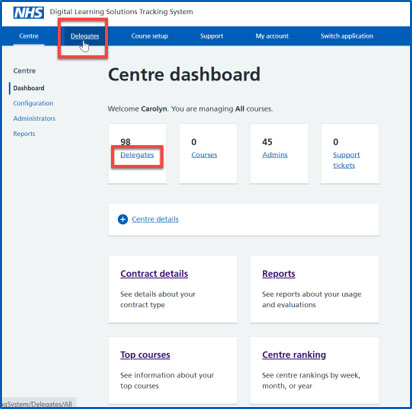 NHS Digital Learning Solutions Tracking System
Centre Delegates Course setup Support My account Switch application
Centre
Dashboard
Configuration
Administrators
Reports
Centre dashboard
Welcome Carolyn. You are managing All courses.
98
Delegates
0
Courses
45
Admins
0
Support
tickets
Centre details
Contract details
See details about your
contract type
Reports
See reports about your usage
and evaluations
Top courses
See information about your
top courses
Centre ranking
See centre rankings by week,
month, or year
System/Delegates/All